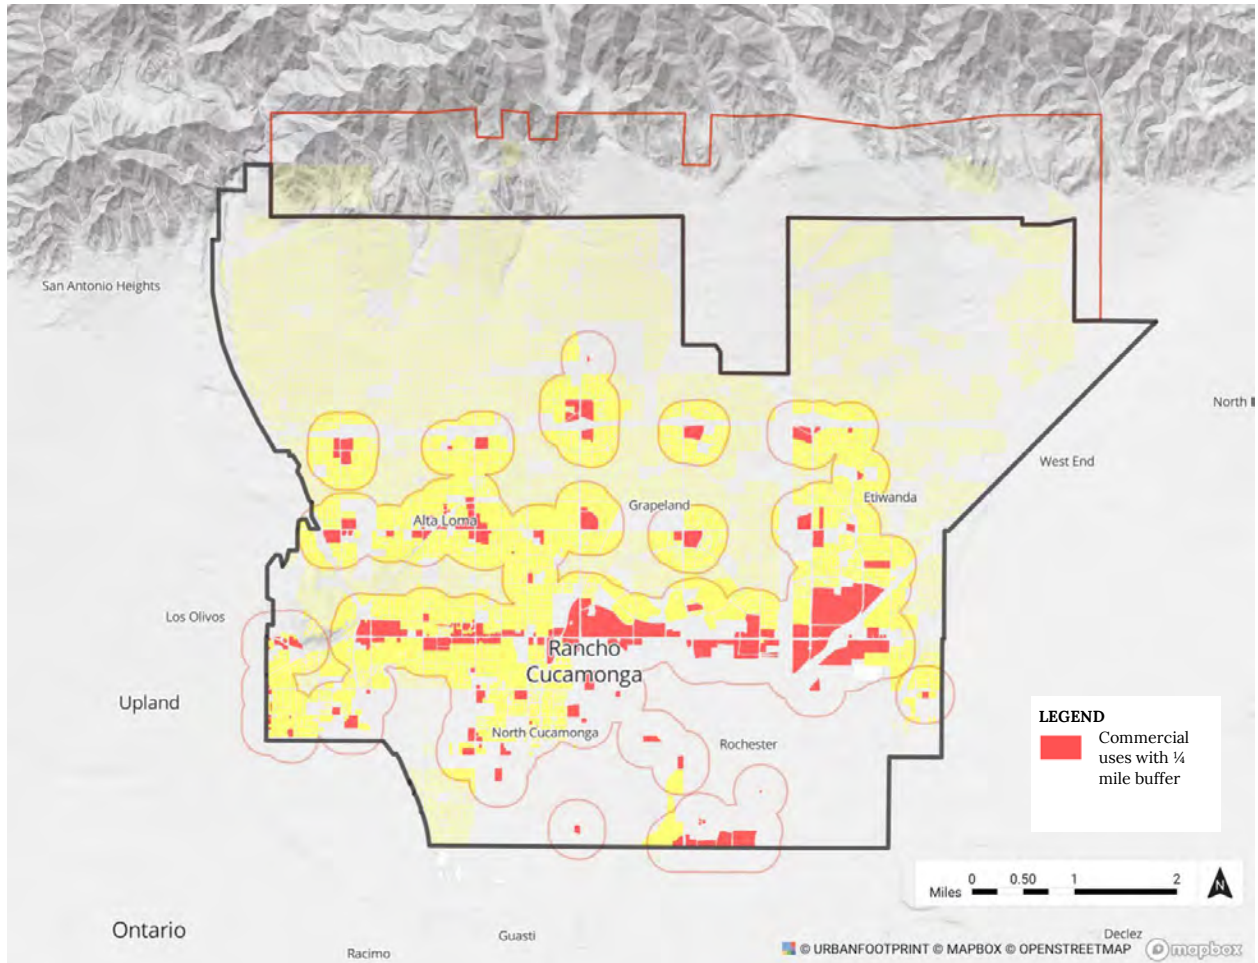 San Antonio Heights
North
West End
Etiwanda
Grapeland
Alta Loma
Los Olivos
Rancho
Cucamonga
Upland
North Cucamonga
Rochester
LEGEND
Commercial
uses with ¼
mile buffer
0 0.50 1 2
Miles
N
Ontario
Guasti
Racimo
Declez
© URBANFOOTPRINT © MAPBOX © OPENSTREETMAP
mapbox